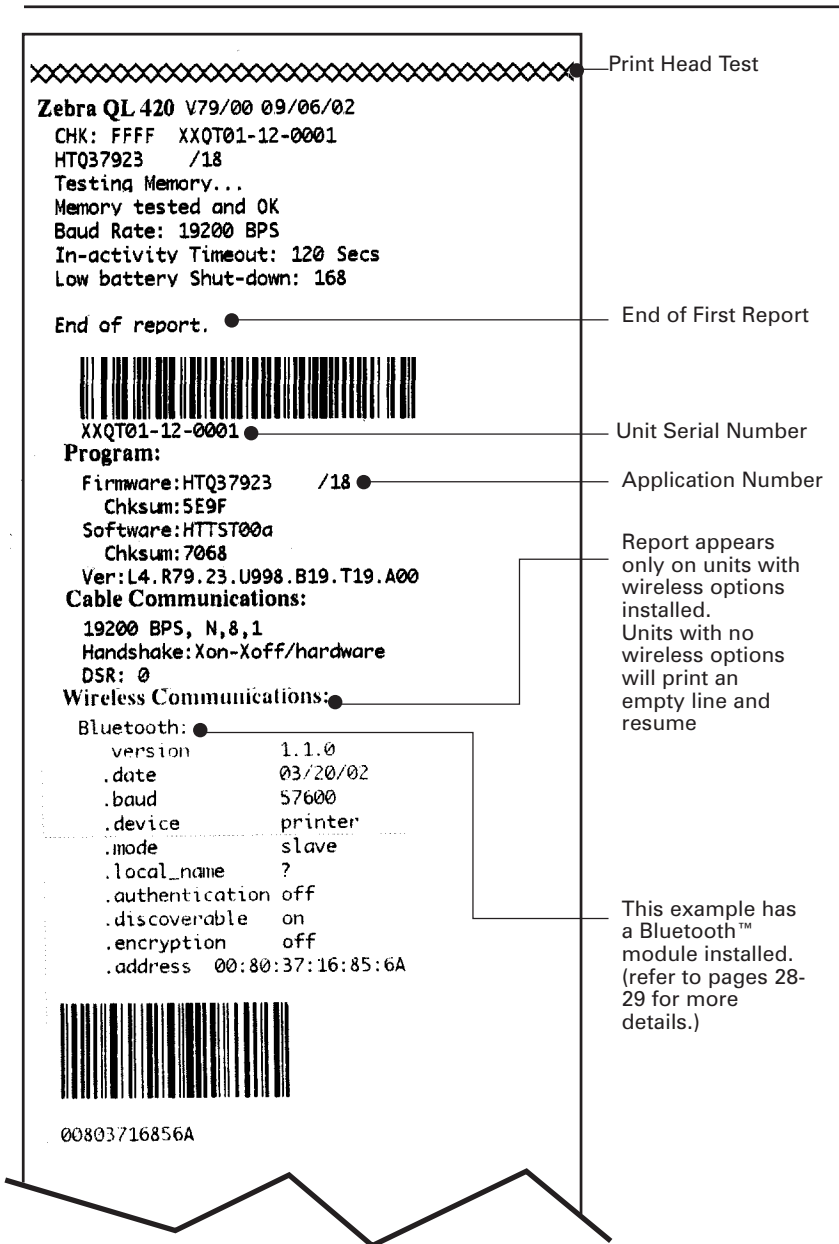 Print Head Test
Zebra QL 420 V79/00 09/06/02
CHK: FFFF XXQT01-12-0001
HTQ37923 /18
Testing Memory...
Memory tested and OK
Baud Rate: 19200 BPS
In-activity Timeout: 120 Secs
Low battery Shut-down: 168
End of report.
End of First Report
XXQT01-12-0001
Unit Serial Number
Program:
Firmware:HTQ37923 /18
Application Number
Chksum:5E9F
Software:HTTST00a
Chksum:7068
Ver:L4.R79.23.U998.B19.T19.A00
Cable Communications:
19200 BPS, N,8,1
Handshake:Xon-Xoff/hardware
DSR: 0
Wireless Communications:
Report appears
only on units with
wireless options
installed.
Units with no
wireless options
will print an
empty line and
resume
Bluetooth:
version 1.1.0
.date 03/20/02
.baud 57600
.device printer
.mode slave
.local_name ?
.authentication off
.discoverable on
.encryption off
.address 00:80:37:16:85:6A
This example has
a Bluetooth™
module installed.
(refer to pages 28-
29 for more
details.)
00803716856A